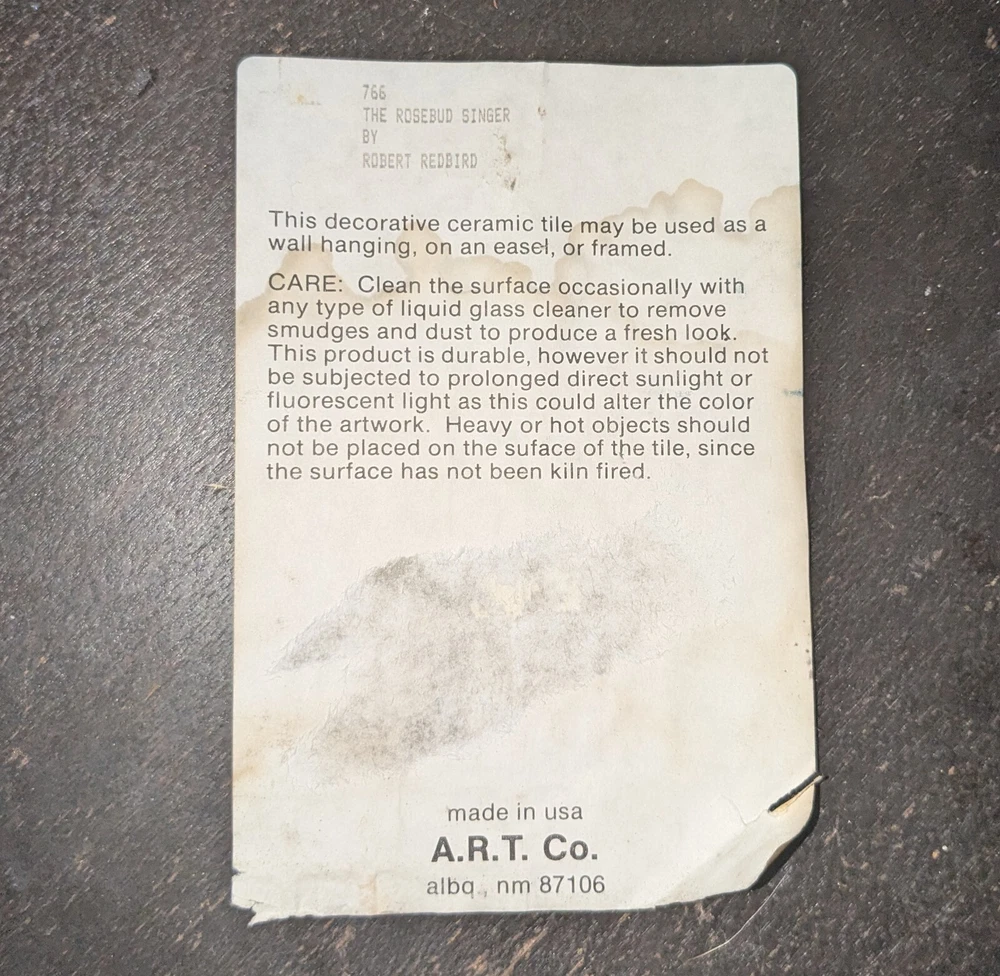 766
THE ROSEBUD SINGER
BY
ROBERT REDBIRD
This decorative ceramic tile may be used as a
wall hanging, on an easel, or framed.
CARE: Clean the surface occasionally with
any type of liquid glass cleaner to remove
smudges and dust to produce a fresh look.
This product is durable, however it should not
be subjected to prolonged direct sunlight or
fluorescent light as this could alter the color
of the artwork. Heavy or hot objects should
not be placed on the suface of the tile, since
the surface has not been kiln fired.
made in usa
A.R.T. Co.
albq., nm 87106